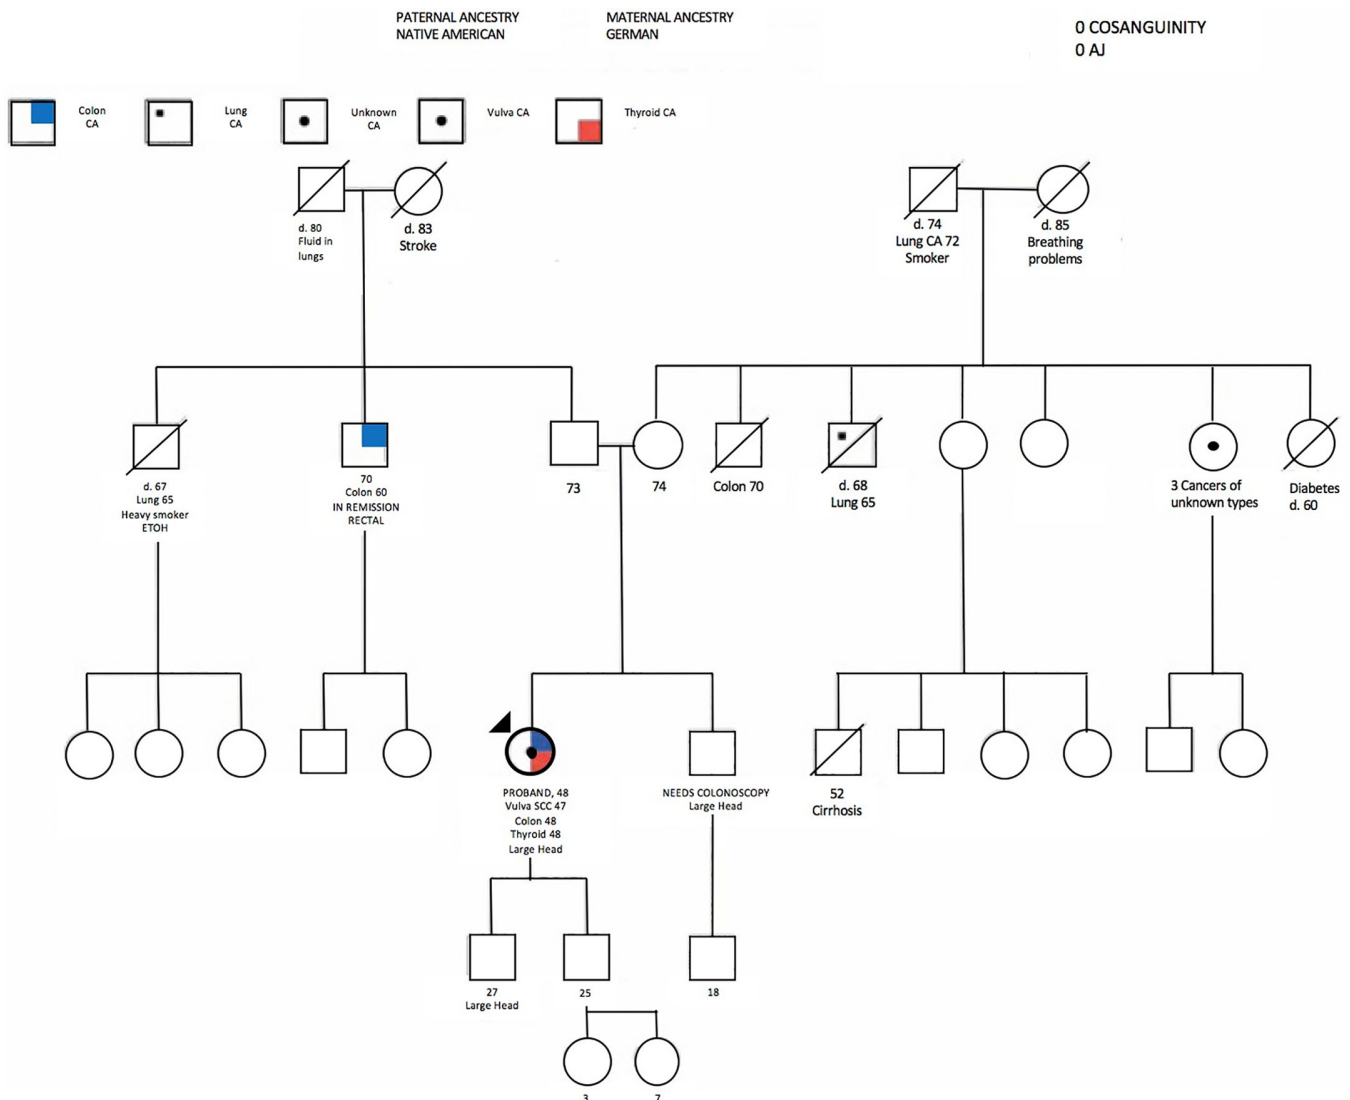 PATERNAL ANCESTRY
NATIVE AMERICAN
MATERNAL ANCESTRY
GERMAN
0 COSANGUINITY
0 AJ
Colon
CA
Lung
CA
Unknown
CA
Vulva CA
Thyroid CA
d. 80
Fluid in
lungs
d. 83
Stroke
d. 74
Lung CA 72
Smoker
d. 85
Breathing
problems
d. 67
Lung 65
Heavy smoker
ETOH
70
Colon 60
IN REMISSION
RECTAL
73
74
Colon 70
d. 68
Lung 65
3 Cancers of
unknown types
Diabetes
d. 60
PROBAND, 48
Vulva SCC 47
Colon 48
Thyroid 48
Large Head
NEEDS COLONOSCOPY
Large Head
52
Cirrhosis
27
Large Head
25
18
3
7